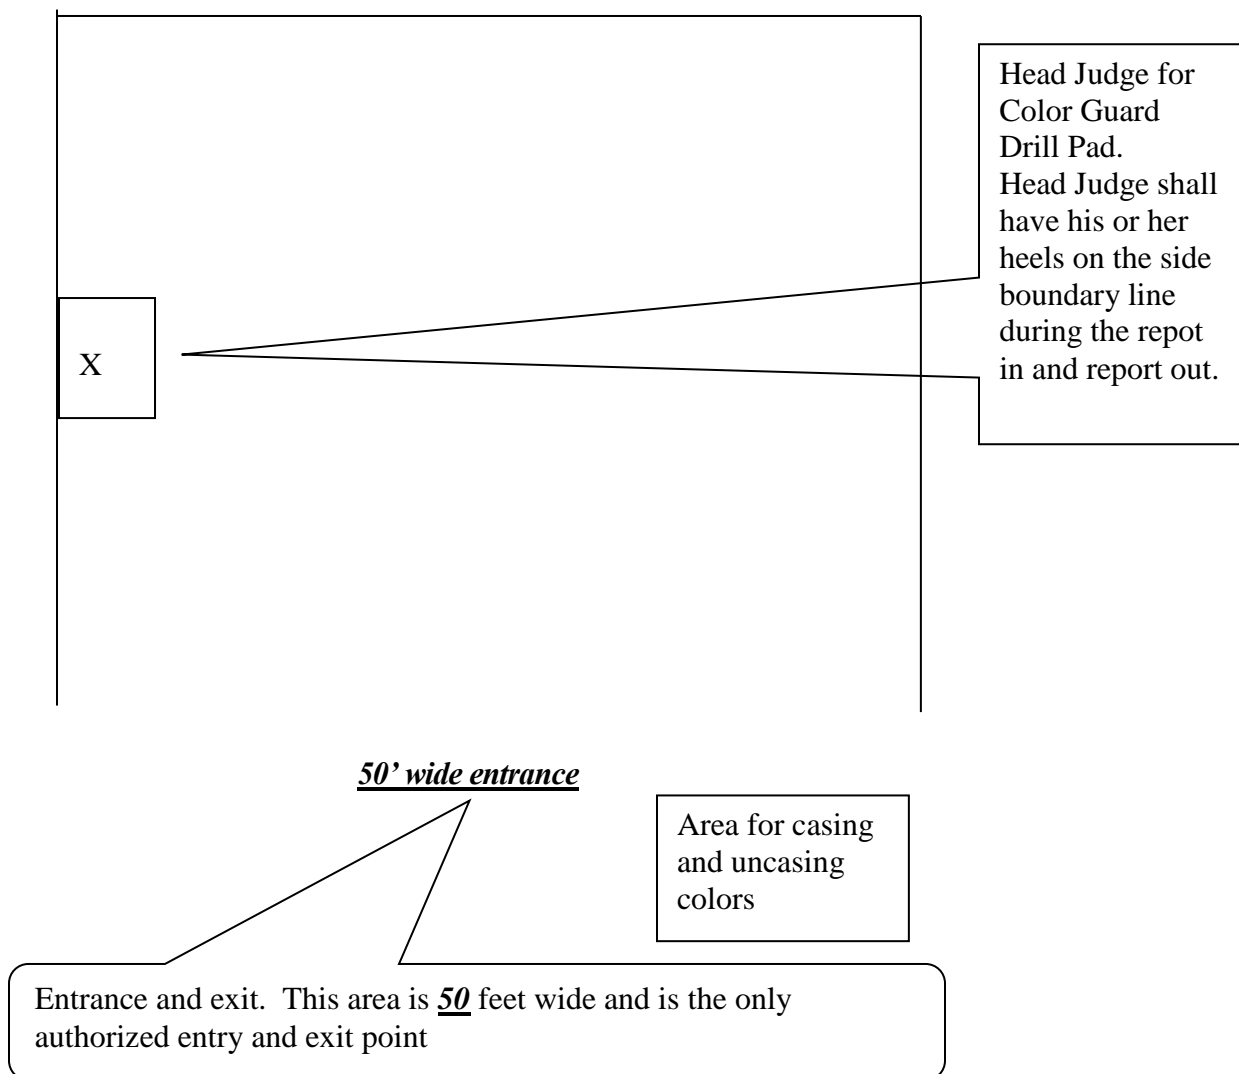 Head Judge for
Color Guard
Drill Pad.
Head Judge shall
have his or her
heels on the side
boundary line
during the repot
in and report out.
X
50’ wide entrance
Area for casing
and uncasing
colors
Entrance and exit.  This area is 50 feet wide and is the only
authorized entry and exit point